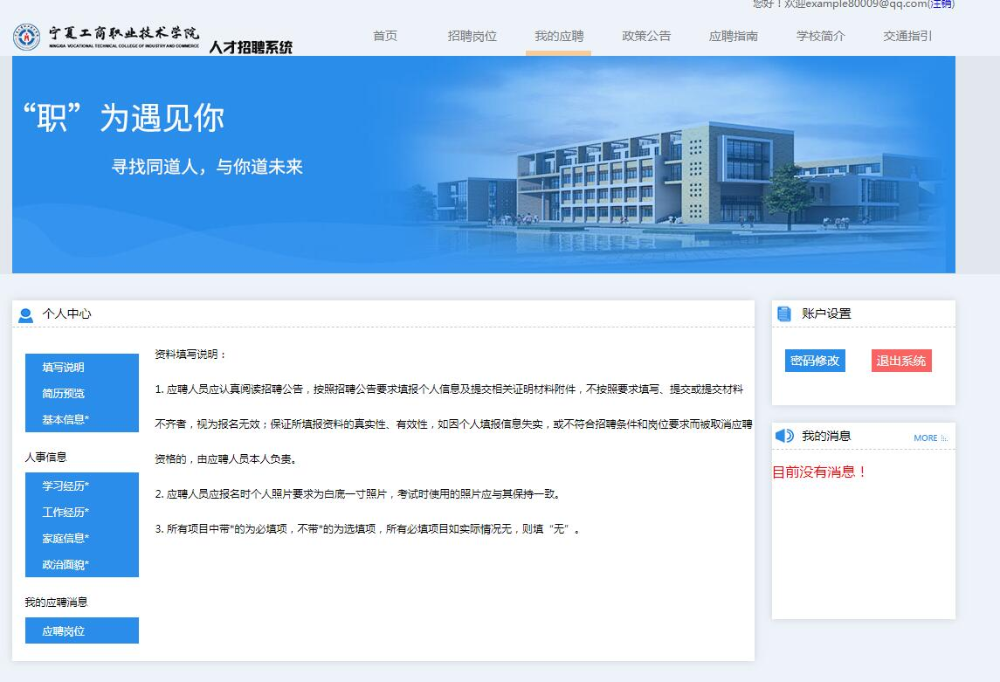 您好！欢迎example80009@qq.com(注销)
宁夏工商职业技术学院
NINGXIA VOCATIONAL TECHNICAL COLLEGE OF INDUSTRY AND COMMERCE
人才招聘系统
首页
招聘岗位
我的应聘
政策公告
应聘指南
学校简介
交通指引
“职”为遇见你
寻找同道人，与你道未来
个人中心
填写说明
简历预览
基本信息*
人事信息
学习经历*
工作经历*
家庭信息*
政治面貌*
我的应聘消息
应聘岗位
资料填写说明：
1. 应聘人员应认真阅读招聘公告，按照招聘公告要求填报个人信息及提交相关证明材料附件，不按照要求填写、提交或提交材料
不齐者，视为报名无效；保证所填报资料的真实性、有效性，如因个人填报信息失实，或不符合招聘条件和岗位要求而被取消应聘
资格的，由应聘人员本人负责。
2. 应聘人员应报名时个人照片要求为白底一寸照片，考试时使用的照片应与其保持一致。
3. 所有项目中带*的为必填项，不带*的为选填项，所有必填项目如实际情况无，则填“无”。
账户设置
密码修改
退出系统
我的消息
MORE
目前没有消息！